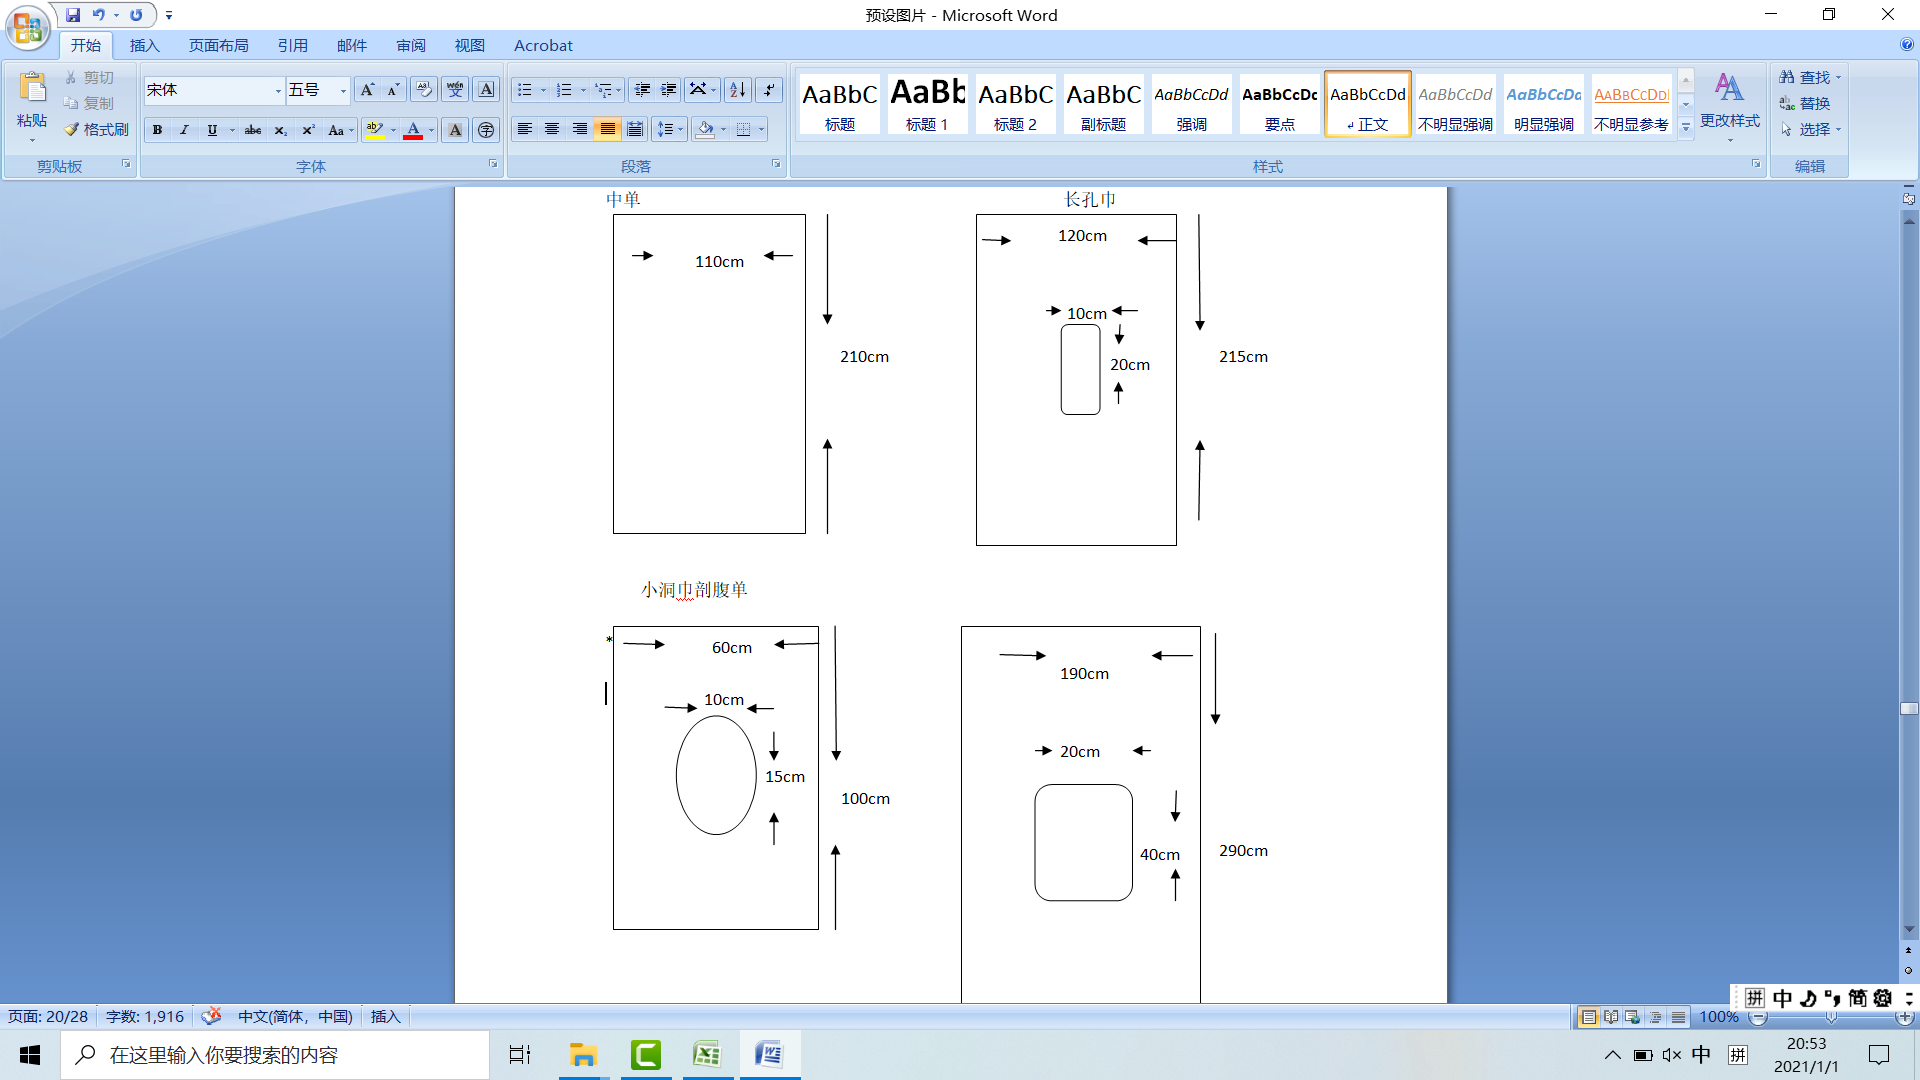 预设图片 - Microsoft Word
开始 插入 页面布局 引用 邮件 审阅 视图 Acrobat
粘贴
剪切
复制
格式刷
剪贴板
宋体 五号
字体
段落
AaBbC 标题
AaBb 标题 1
AaBbC 标题 2
AaBbC 副标题
AaBbCcDd 强调
AaBbCcDc 要点
AaBbCcDd 正文
AaBbCcDd 不明显强调
AaBbCcDa 明显强调
AaBbCcDd 不明显参考
更改样式
样式
查找
替换
选择
编辑
中单
长孔巾
110cm
210cm
120cm
10cm
20cm
215cm
小洞巾剖腹单
*
60cm
10cm
15cm
100cm
190cm
20cm
40cm
290cm
拼 中 简
页面: 20/28 字数: 1,916 中文(简体，中国) 插入
100%
在这里输入你要搜索的内容
中 拼
20:53
2021/1/1